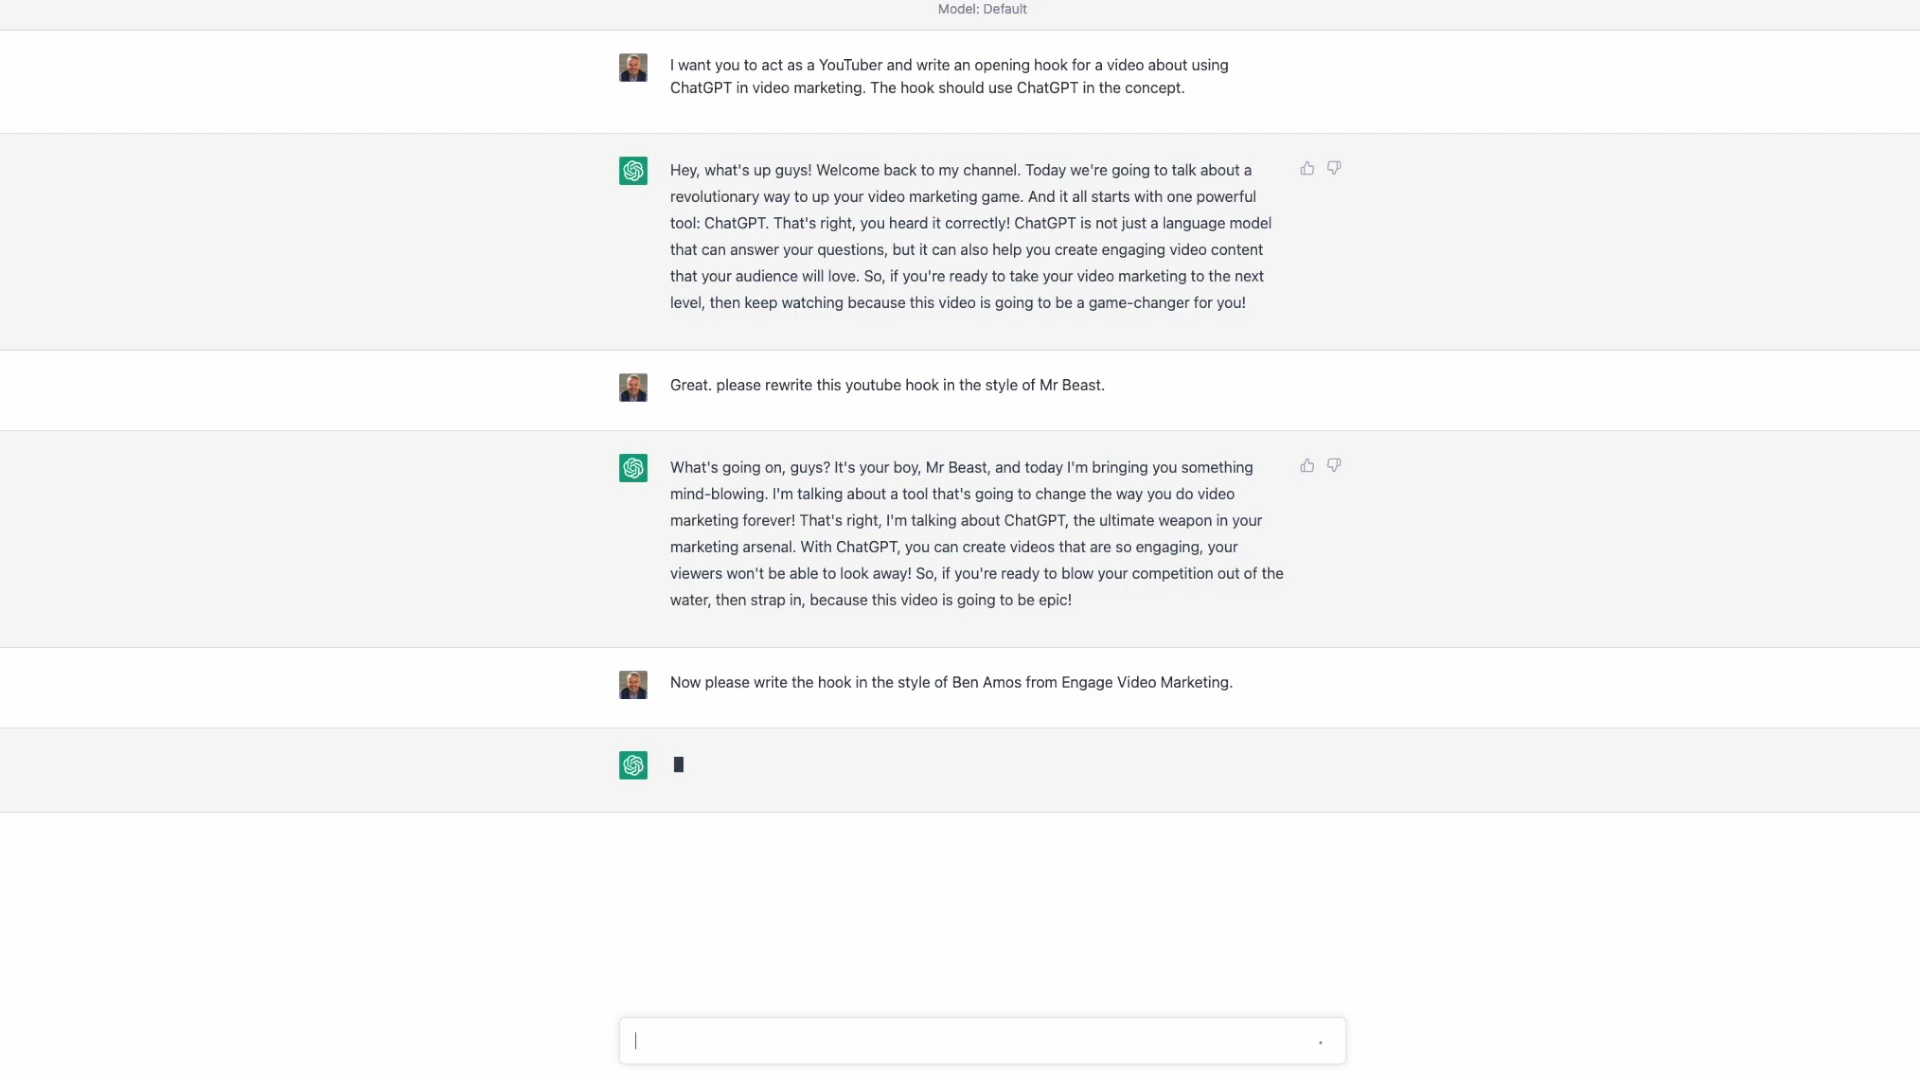 Model: Default
I want you to act as a YouTuber and write an opening hook for a video about using
ChatGPT in video marketing. The hook should use ChatGPT in the concept.
Hey, what's up guys! Welcome back to my channel. Today we're going to talk about a
revolutionary way to up your video marketing game. And it all starts with one powerful
tool: ChatGPT. That's right, you heard it correctly! ChatGPT is not just a language model
that can answer your questions, but it can also help you create engaging video content
that your audience will love. So, if you're ready to take your video marketing to the next
level, then keep watching because this video is going to be a game-changer for you!
Great. please rewrite this youtube hook in the style of Mr Beast.
What's going on, guys? It's your boy, Mr Beast, and today I'm bringing you something
mind-blowing. I'm talking about a tool that's going to change the way you do video
marketing forever! That's right, I'm talking about ChatGPT, the ultimate weapon in your
marketing arsenal. With ChatGPT, you can create videos that are so engaging, your
viewers won't be able to look away! So, if you're ready to blow your competition out of the
water, then strap in, because this video is going to be epic!
Now please write the hook in the style of Ben Amos from Engage Video Marketing.